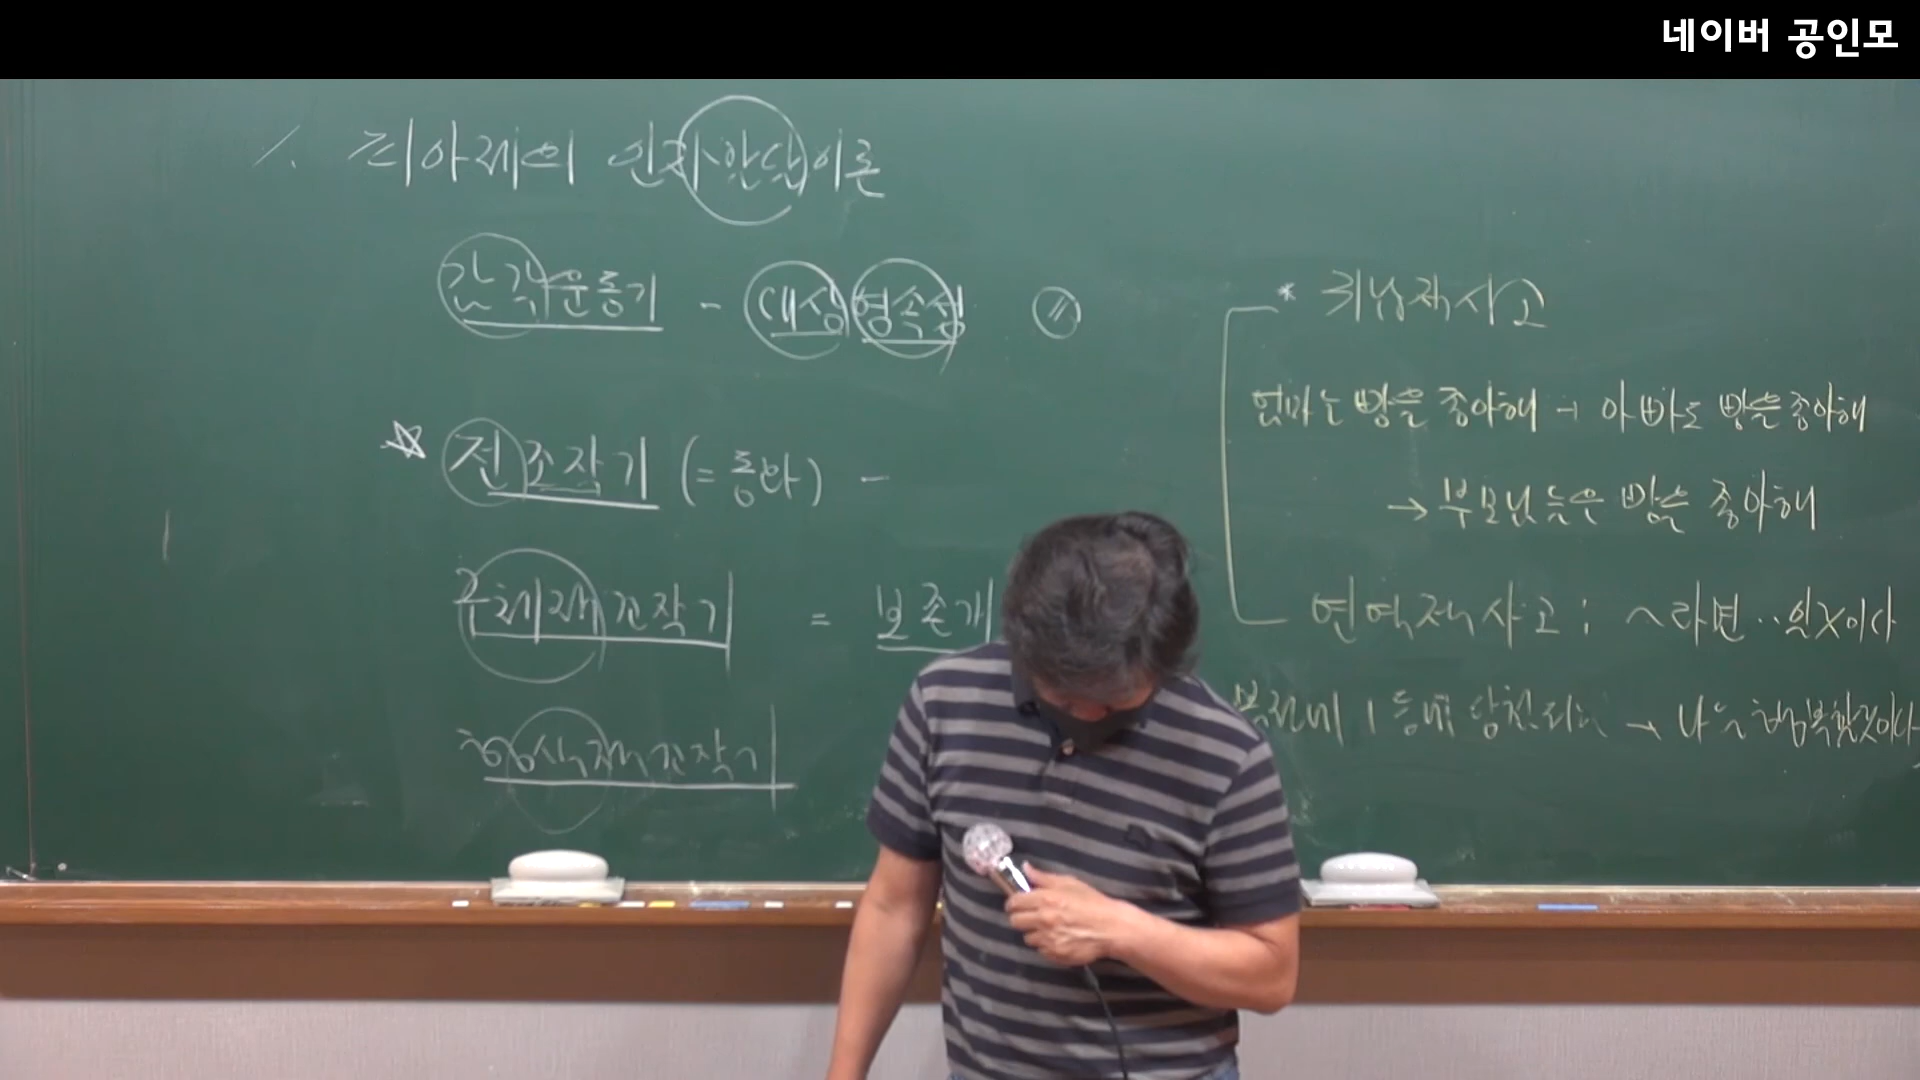 네이버 공인모
1. 피아제의 인지발달이론
감각운동기 - 대상영속성 〃
☆ 전조작기 (= 동화) -
구체적조작기 = 보존개
형식적조작기
* 귀납적사고
엄마는 빵을 좋아해 → 아빠도 빵을 좋아해
→ 부모님들은 빵을 좋아해
연역적사고 : ~라면 ‥ 일것이다
복권에 1등에 당첨되면 → 나는 행복할것이다